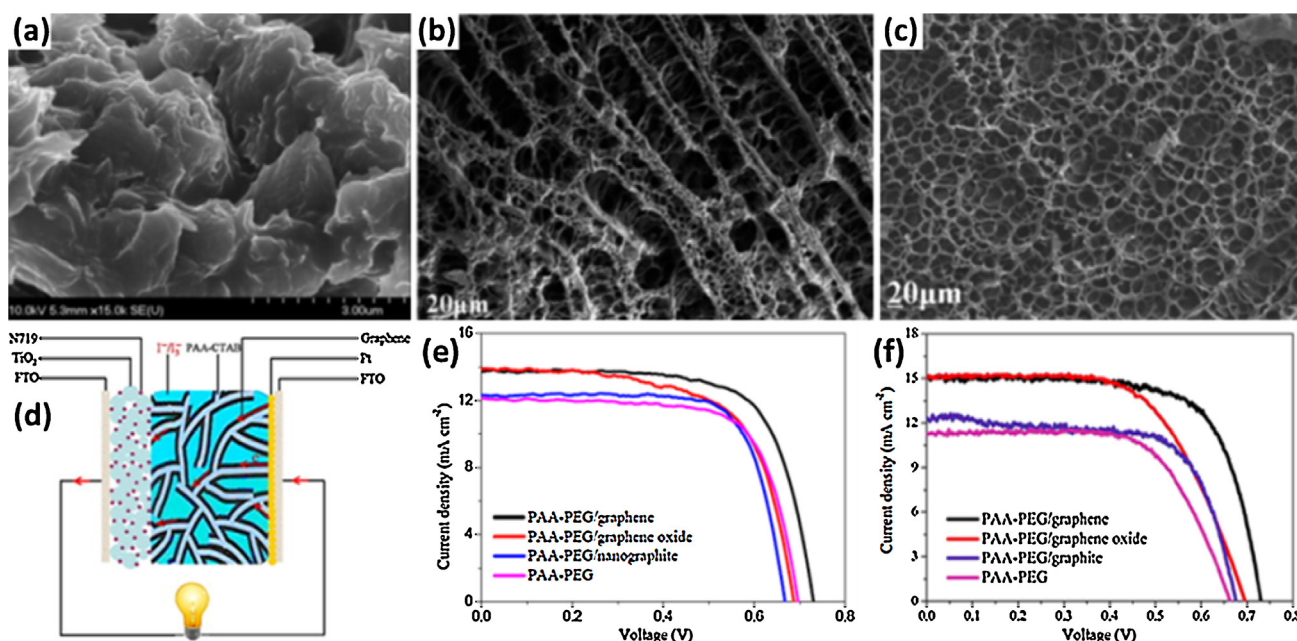 (a)
10.0kV 5.3mm x15.0k SE(U)
3.00um
(b)
20μm
(c)
20μm
(d)
N719
TiO2
FTO
I⁻/I3⁻
PAA-CTAB
Graphene
Pt
FTO
(e)
16
12
8
4
0
Current density (mA cm⁻²)
PAA-PEG/graphene
PAA-PEG/graphene oxide
PAA-PEG/nanographite
PAA-PEG
0.0 0.2 0.4 0.6 0.8
Voltage (V)
(f)
18
15
12
9
6
3
0
Current density (mA cm⁻²)
PAA-PEG/graphene
PAA-PEG/graphene oxide
PAA-PEG/graphite
PAA-PEG
0.0 0.1 0.2 0.3 0.4 0.5 0.6 0.7 0.8
Voltage (V)